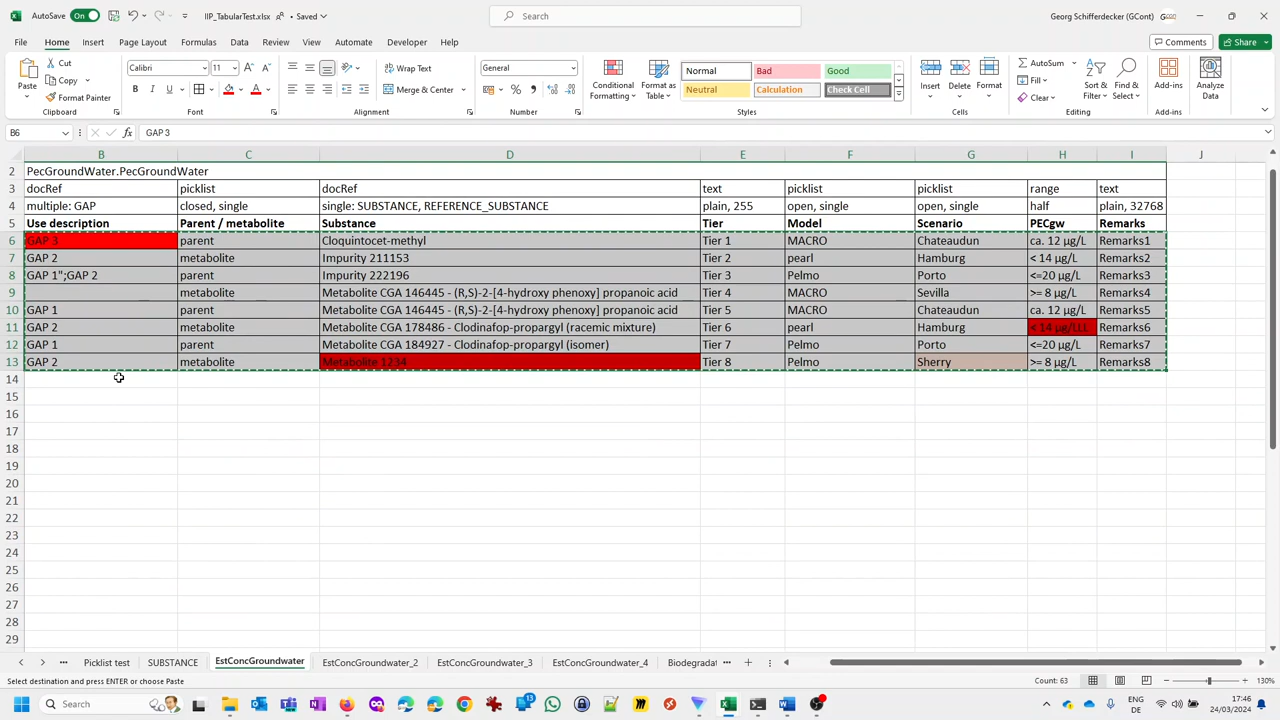 AutoSave On IIP_TabularTest.xlsx • Saved Search Georg Schifferdecker (GCont)
File Home Insert Page Layout Formulas Data Review View Automate Developer Help Comments Share
Paste Cut Copy Format Painter Clipboard
Calibri 11 B I U A Font
Wrap Text Merge & Center Alignment
General % Number
Conditional Formatting Format as Table Normal Bad Good Neutral Calculation Check Cell Styles
Insert Delete Format Cells
AutoSum Fill Clear Sort & Filter Find & Select Editing
Add-ins Add-ins
Analyze Data
B6 fx GAP 3
B C D E F G H I J
2 PecGroundWater.PecGroundWater
3 docRef picklist docRef text picklist picklist range text
4 multiple: GAP closed, single single: SUBSTANCE, REFERENCE_SUBSTANCE plain, 255 open, single open, single half plain, 32768
5 Use description Parent / metabolite Substance Tier Model Scenario PECgw Remarks
6 GAP 3 parent Cloquintocet-methyl Tier 1 MACRO Chateaudun ca. 12 µg/L Remarks1
7 GAP 2 metabolite Impurity 211153 Tier 2 pearl Hamburg < 14 µg/L Remarks2
8 GAP 1";GAP 2 parent Impurity 222196 Tier 3 Pelmo Porto <=20 µg/L Remarks3
9 metabolite Metabolite CGA 146445 - (R,S)-2-[4-hydroxy phenoxy] propanoic acid Tier 4 MACRO Sevilla >= 8 µg/L Remarks4
10 GAP 1 parent Metabolite CGA 146445 - (R,S)-2-[4-hydroxy phenoxy] propanoic acid Tier 5 MACRO Chateaudun ca. 12 µg/L Remarks5
11 GAP 2 metabolite Metabolite CGA 178486 - Clodinafop-propargyl (racemic mixture) Tier 6 pearl Hamburg < 14 µg/LLL Remarks6
12 GAP 1 parent Metabolite CGA 184927 - Clodinafop-propargyl (isomer) Tier 7 Pelmo Porto <=20 µg/L Remarks7
13 GAP 2 metabolite Metabolite 1234 Tier 8 Pelmo Sherry >= 8 µg/L Remarks8
14
15
16
17
18
19
20
21
22
23
24
25
26
27
28
29
Picklist test SUBSTANCE EstConcGroundwater EstConcGroundwater_2 EstConcGroundwater_3 EstConcGroundwater_4 Biodegradat
Select destination and press ENTER or choose Paste Count: 63 130%
Search 13 ENG DE 17:46 24/03/2024